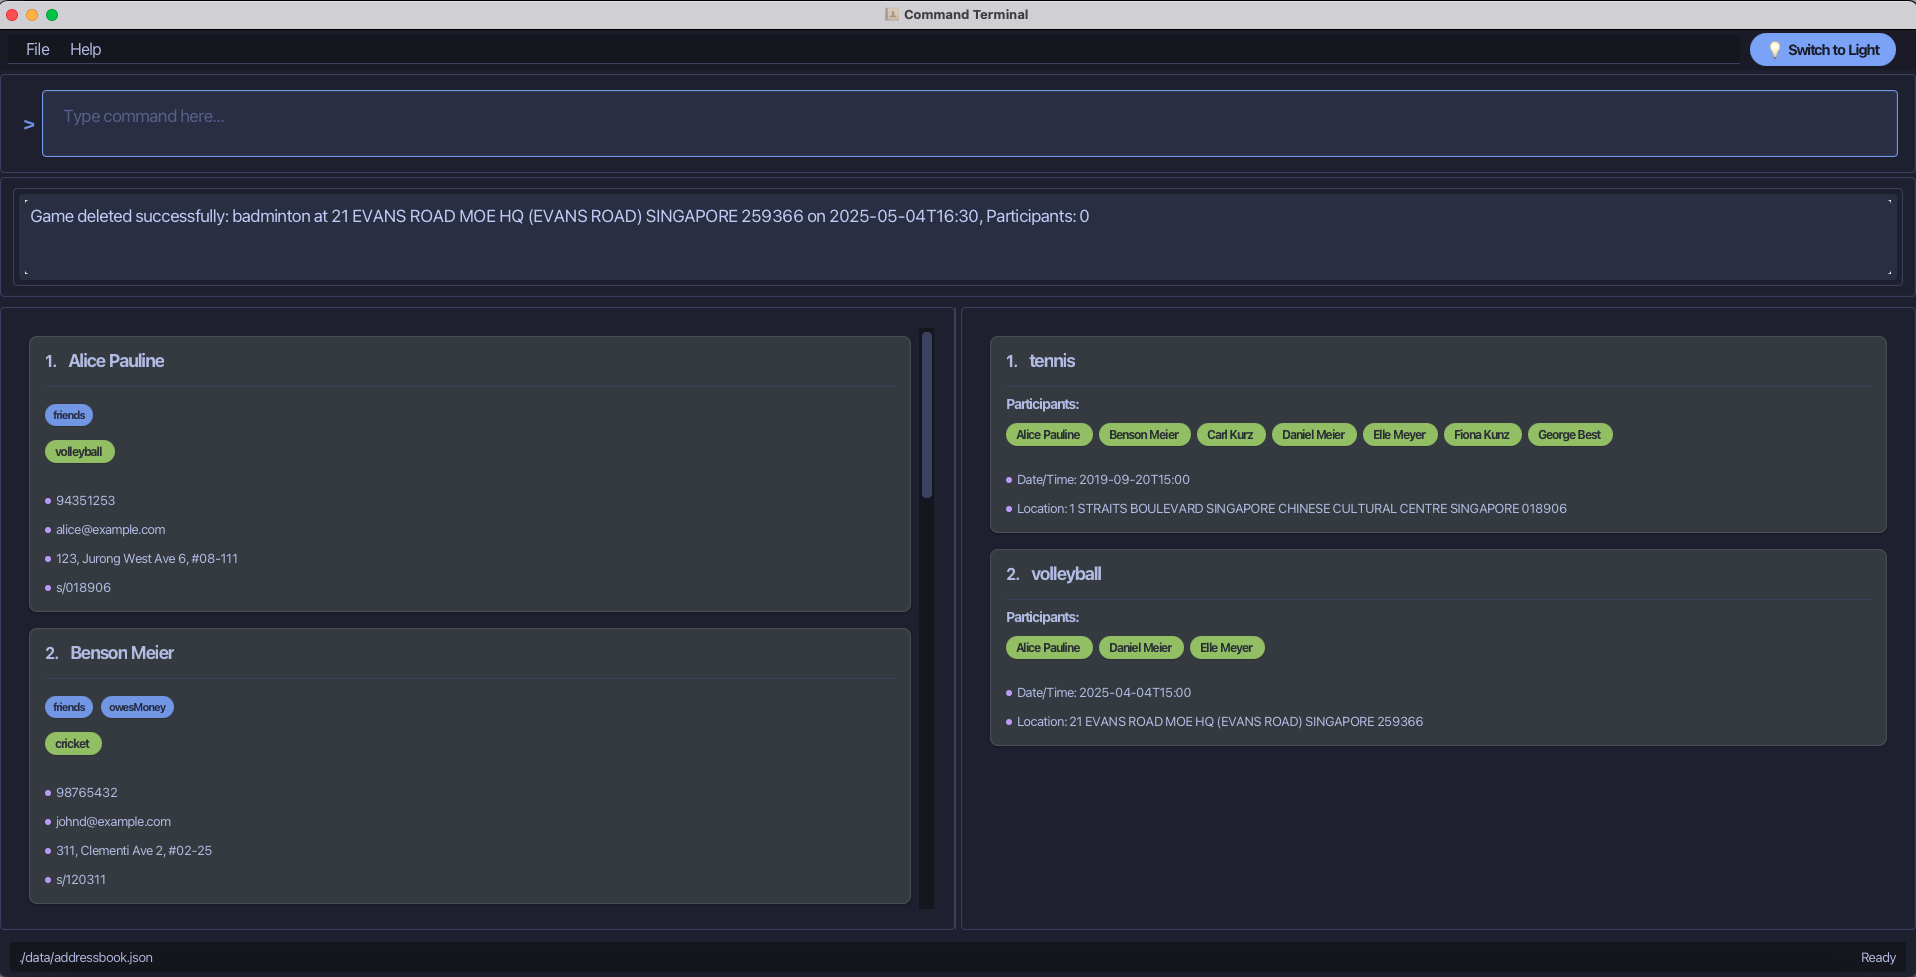 Command Terminal
File Help
Switch to Light
> Type command here...
Game deleted successfully: badminton at 21 EVANS ROAD MOE HQ (EVANS ROAD) SINGAPORE 259366 on 2025-05-04T16:30, Participants: 0
1. Alice Pauline
friends
volleyball
94351253
alice@example.com
123, Jurong West Ave 6, #08-111
s/018906
2. Benson Meier
friends owesMoney
cricket
98765432
johnd@example.com
311, Clementi Ave 2, #02-25
s/120311
1. tennis
Participants:
Alice Pauline Benson Meier Carl Kurz Daniel Meier Elle Meyer Fiona Kunz George Best
Date/Time: 2019-09-20T15:00
Location: 1 STRAITS BOULEVARD SINGAPORE CHINESE CULTURAL CENTRE SINGAPORE 018906
2. volleyball
Participants:
Alice Pauline Daniel Meier Elle Meyer
Date/Time: 2025-04-04T15:00
Location: 21 EVANS ROAD MOE HQ (EVANS ROAD) SINGAPORE 259366
./data/addressbook.json
Ready